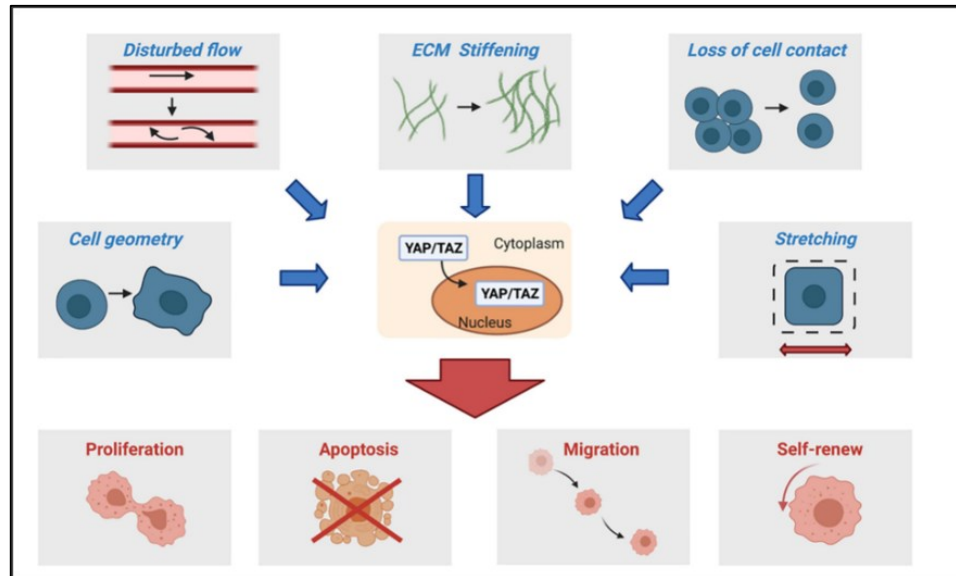 Disturbed flow
ECM Stiffening
Loss of cell contact
Cell geometry
YAP/TAZ
Cytoplasm
YAP/TAZ
Nucleus
Stretching
Proliferation
Apoptosis
Migration
Self-renew